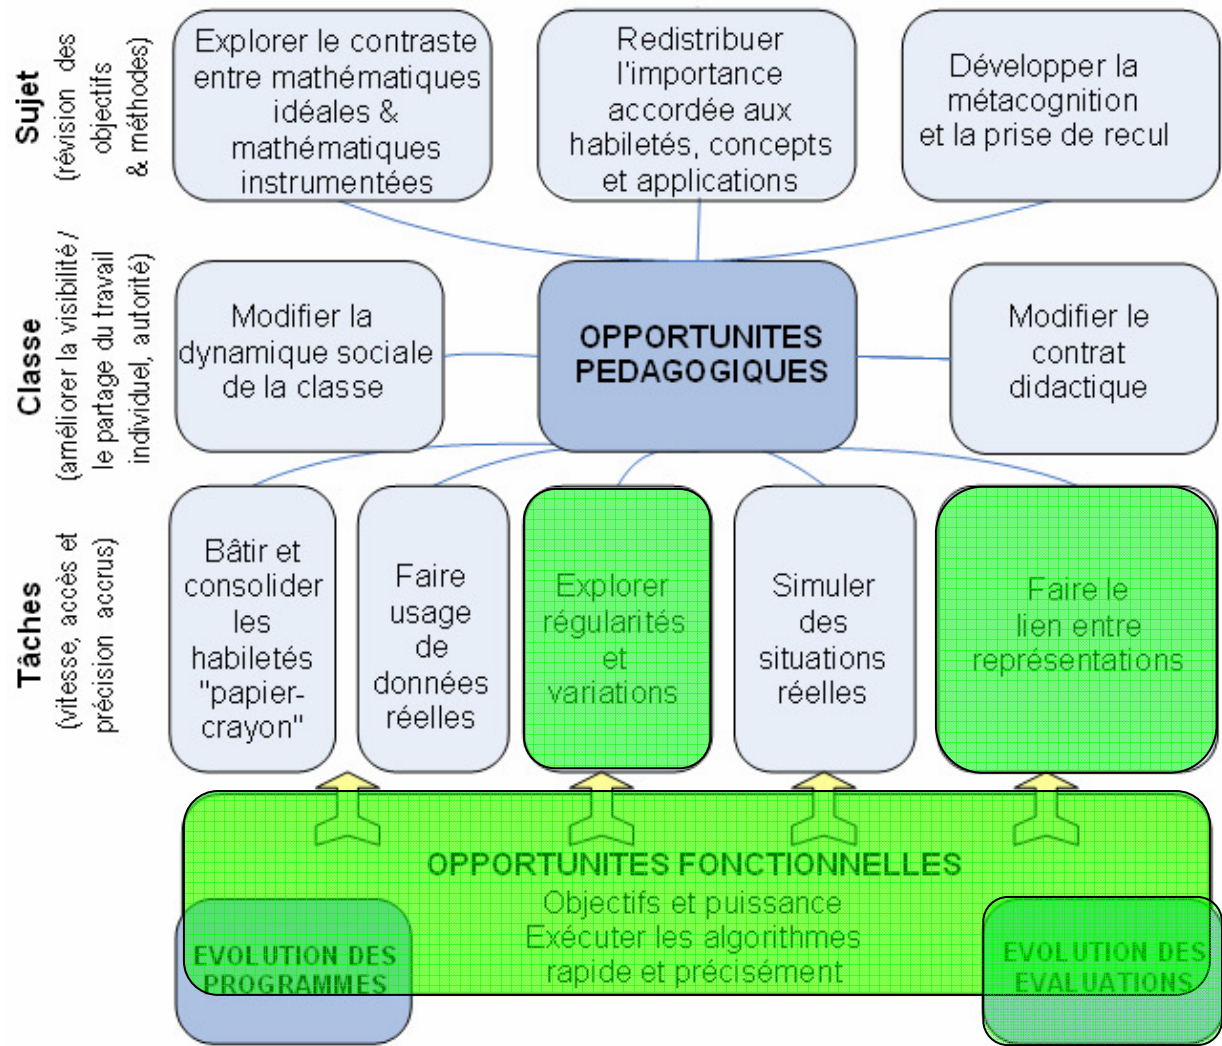 Sujet
(révision des
objectifs
& méthodes)
Explorer le contraste
entre mathématiques
idéales &
mathématiques
instrumentées
Redistribuer
l'importance
accordée aux
habiletés, concepts
et applications
Développer la
métacognition
et la prise de recul
Classe
(améliorer la visibilité /
le partage du travail
individuel, autorité)
Modifier la
dynamique sociale
de la classe
OPPORTUNITES
PEDAGOGIQUES
Modifier le
contrat
didactique
Tâches
(vitesse, accès et
précision accrus)
Bâtir et
consolider
les
habiletés
"papier-
crayon"
Faire
usage
de
données
réelles
Explorer
régularités
et
variations
Simuler
des
situations
réelles
Faire le
lien entre
représentations
OPPORTUNITES FONCTIONNELLES
Objectifs et puissance
Exécuter les algorithmes
rapide et précisément
EVOLUTION DES
PROGRAMMES
EVOLUTION DES
EVALUATIONS